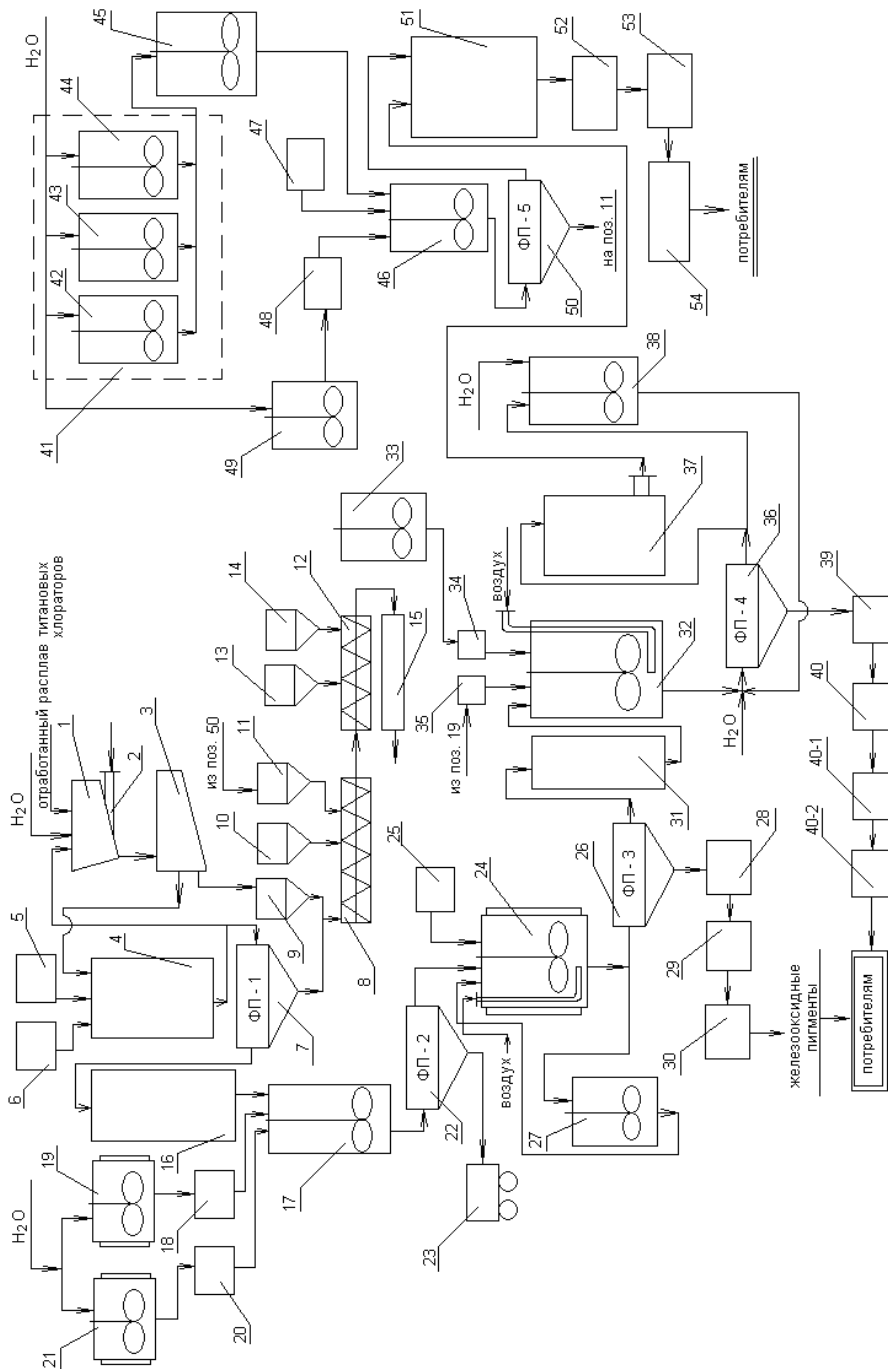 H₂O
отработанный расплав титановых
хлораторов
H₂O
H₂O
21
19
6
5
1
2
14
41
42
43
44
45
20
18
16
4
3
13
12
33
49
48
47
51
17
ФП - 1
7
9
11
10
из поз. 50
8
15
46
52
53
ФП - 2
22
25
24
35
34
воздух
ФП - 5
50
на поз. 11
54
потребителям
23
воздух
27
ФП - 3
26
31
из поз. 19
32
37
H₂O
38
30
29
28
H₂O
ФП - 4
36
железооксидные
пигменты
потребителям
40-2
40-1
40
39